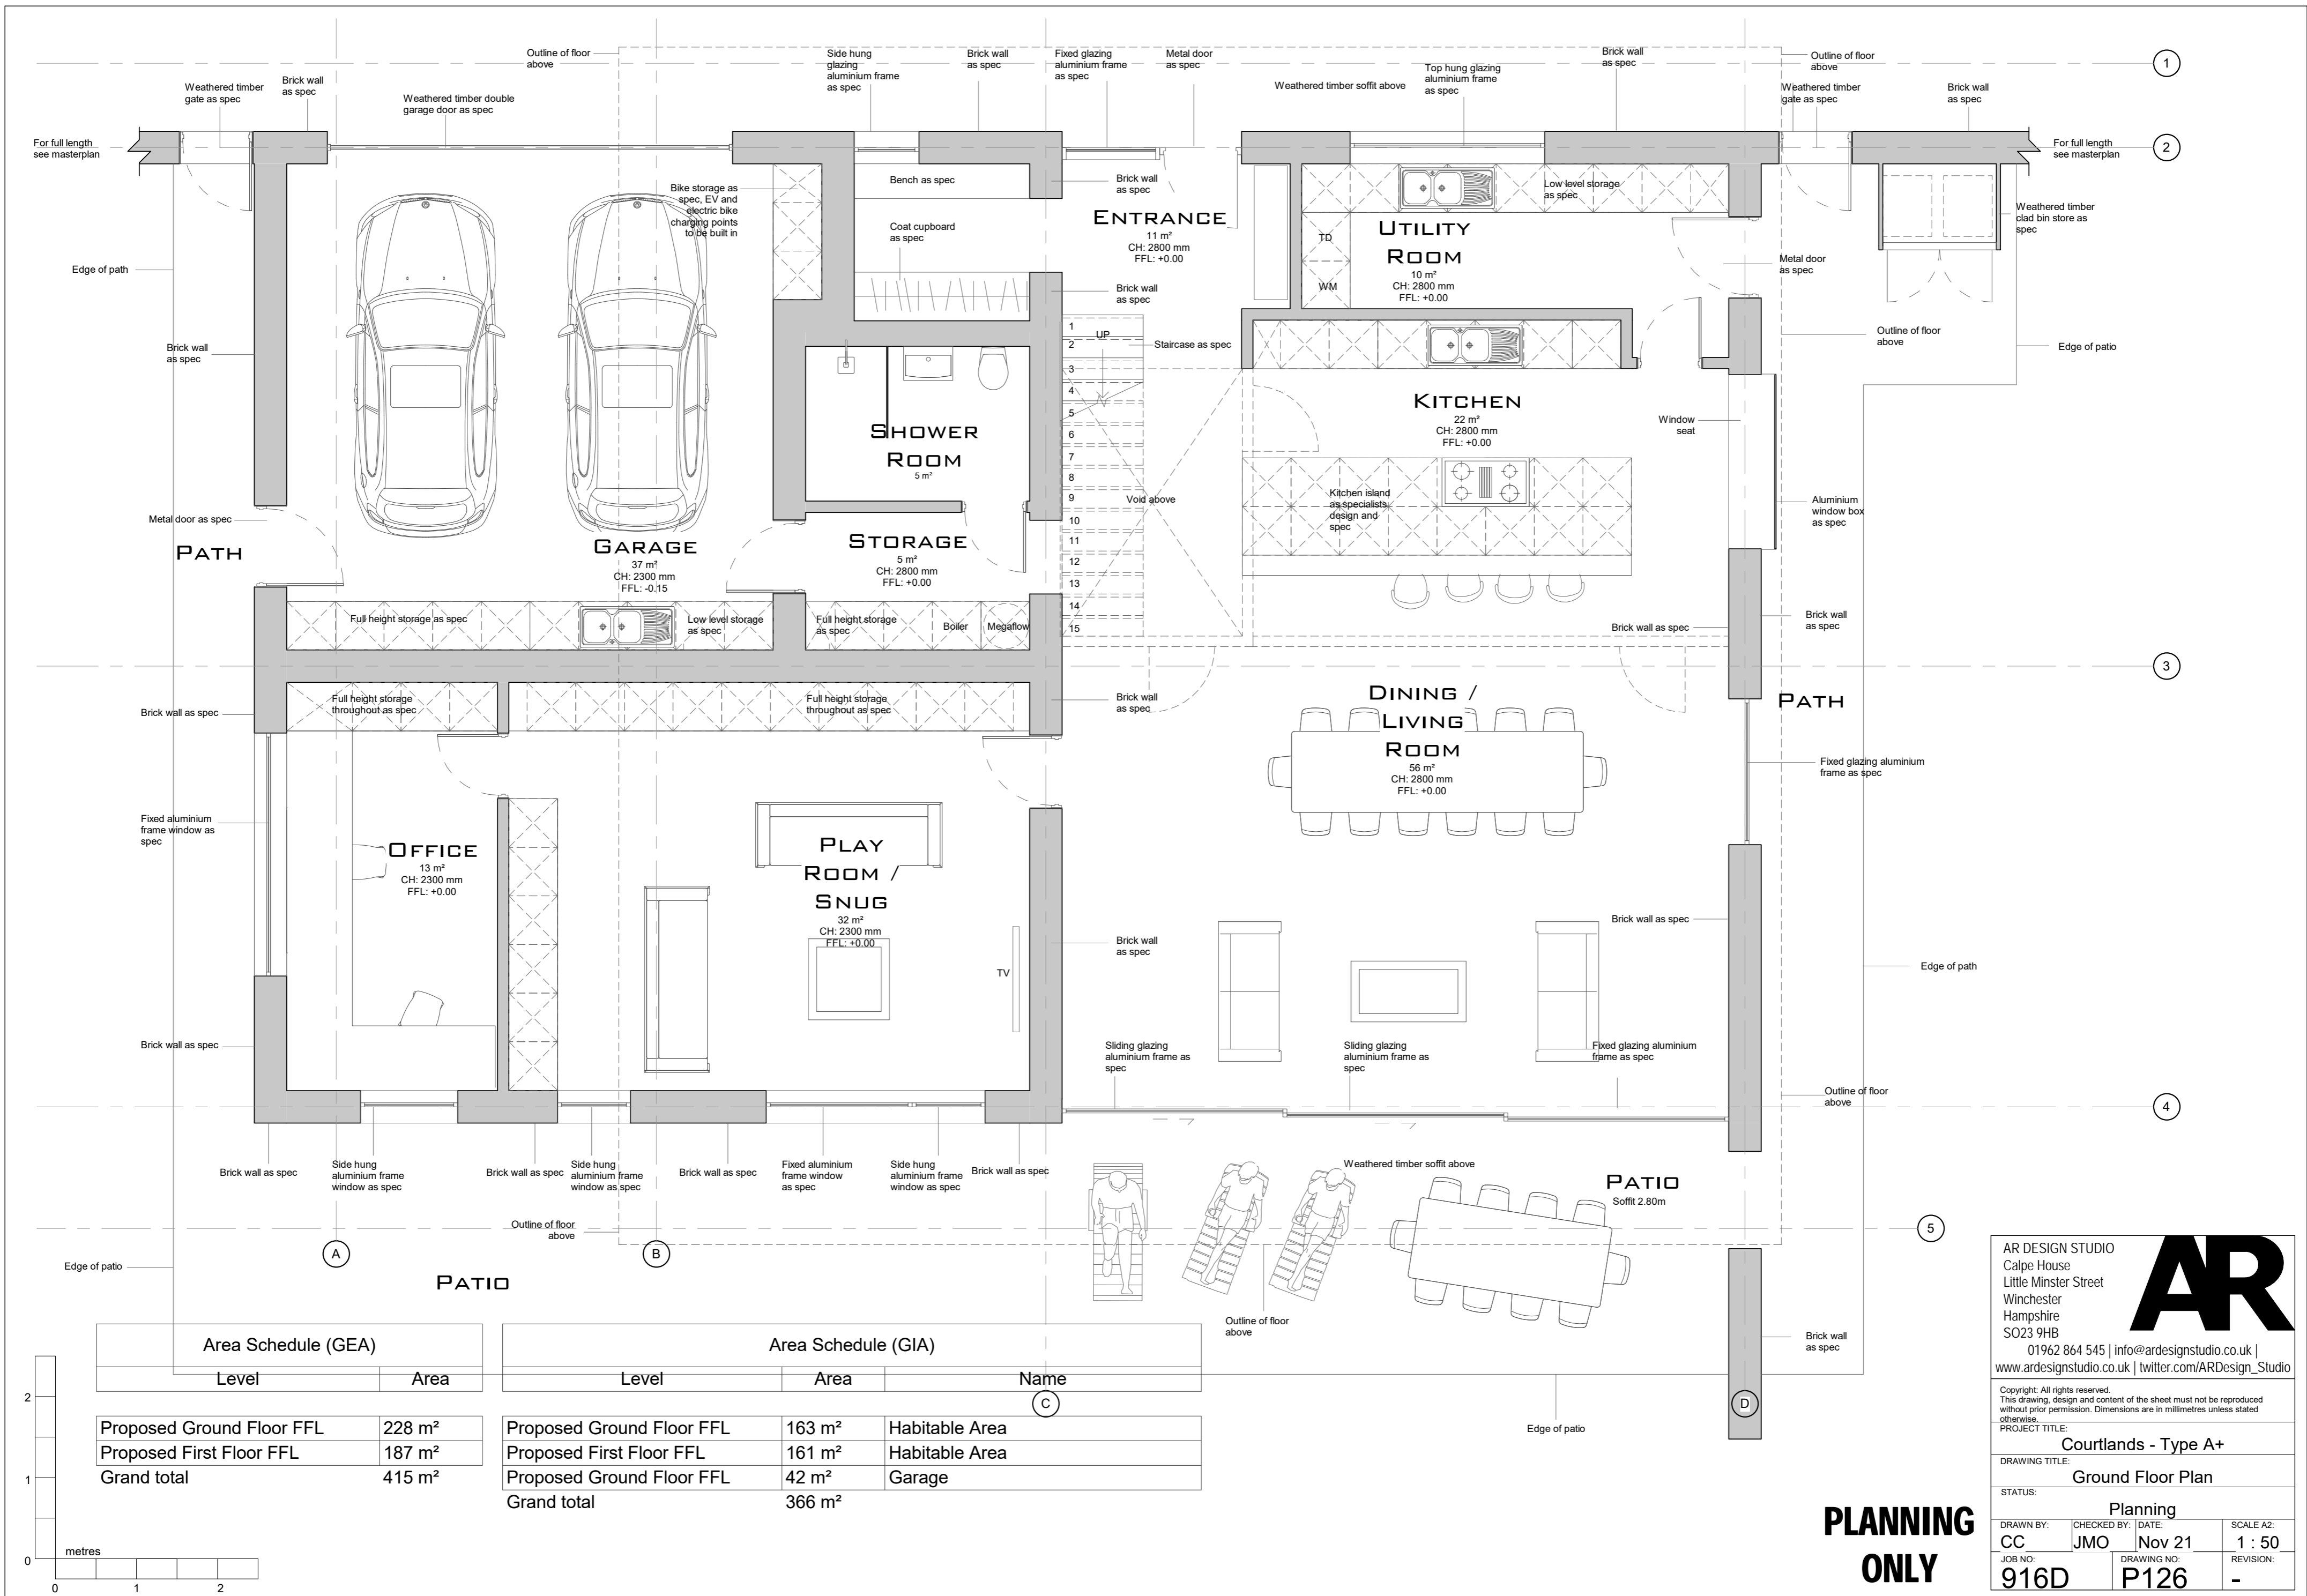 Outline of floor
above
Side hung
glazing
aluminium frame
as spec
Brick wall
as spec
Fixed glazing
aluminium frame
as spec
Metal door
as spec
Weathered timber soffit above
Top hung glazing
aluminium frame
as spec
Brick wall
as spec
Outline of floor
above
1
Weathered timber
gate as spec
Brick wall
as spec
Weathered timber double
garage door as spec
Weathered timber
gate as spec
Brick wall
as spec
For full length
see masterplan
For full length
see masterplan
2
Bike storage as
spec, EV and
electric bike
charging points
to be built in
Bench as spec
Coat cupboard
as spec
Brick wall
as spec
ENTRANCE
11 m²
CH: 2800 mm
FFL: +0.00
Low level storage
as spec
TD
WM
UTILITY
ROOM
10 m²
CH: 2800 mm
FFL: +0.00
Weathered timber
clad bin store as
spec
Metal door
as spec
Edge of path
Brick wall
as spec
Brick wall
as spec
UP
Staircase as spec
1
2
3
4
5
6
7
8
9
10
11
12
13
14
15
Void above
Outline of floor
above
Edge of patio
SHOWER
ROOM
5 m²
KITCHEN
22 m²
CH: 2800 mm
FFL: +0.00
Window
seat
Kitchen island
as specialists
design and
spec
Aluminium
window box
as spec
Metal door as spec
PATH
GARAGE
37 m²
CH: 2300 mm
FFL: -0.15
STORAGE
5 m²
CH: 2800 mm
FFL: +0.00
Full height storage as spec
Low level storage
as spec
Full height storage
as spec
Boiler
Megaflow
Brick wall as spec
Brick wall
as spec
3
Full height storage
throughout as spec
Full height storage
throughout as spec
Brick wall
as spec
Brick wall as spec
DINING /
LIVING
ROOM
56 m²
CH: 2800 mm
FFL: +0.00
PATH
Fixed glazing aluminium
frame as spec
Fixed aluminium
frame window as
spec
OFFICE
13 m²
CH: 2300 mm
FFL: +0.00
PLAY
ROOM /
SNUG
32 m²
CH: 2300 mm
FFL: +0.00
TV
Brick wall
as spec
Brick wall as spec
Edge of path
Brick wall as spec
Sliding glazing
aluminium frame as
spec
Sliding glazing
aluminium frame as
spec
Fixed glazing aluminium
frame as spec
Outline of floor
above
4
Brick wall as spec
Side hung
aluminium frame
window as spec
Brick wall as spec
Side hung
aluminium frame
window as spec
Brick wall as spec
Fixed aluminium
frame window
as spec
Side hung
aluminium frame
window as spec
Brick wall as spec
Weathered timber soffit above
PATIO
Soffit 2.80m
5
Outline of floor
above
A
B
Edge of patio
PATIO
Outline of floor
above
Brick wall
as spec
C
D
Edge of patio
Area Schedule (GEA)
Level Area
Proposed Ground Floor FFL 228 m²
Proposed First Floor FFL 187 m²
Grand total 415 m²
Area Schedule (GIA)
Level Area Name
Proposed Ground Floor FFL 163 m² Habitable Area
Proposed First Floor FFL 161 m² Habitable Area
Proposed Ground Floor FFL 42 m² Garage
Grand total 366 m²
2
1
0
metres
0 1 2
PLANNING
ONLY
AR DESIGN STUDIO
Calpe House
Little Minster Street
Winchester
Hampshire
SO23 9HB
AR
01962 864 545 | info@ardesignstudio.co.uk |
www.ardesignstudio.co.uk | twitter.com/ARDesign_Studio
Copyright: All rights reserved.
This drawing, design and content of the sheet must not be reproduced
without prior permission. Dimensions are in millimetres unless stated
otherwise.
PROJECT TITLE:
Courtlands - Type A+
DRAWING TITLE:
Ground Floor Plan
STATUS:
Planning
DRAWN BY: CHECKED BY: DATE: SCALE A2:
CC JMO Nov 21 1 : 50
JOB NO: DRAWING NO: REVISION:
916D P126 -